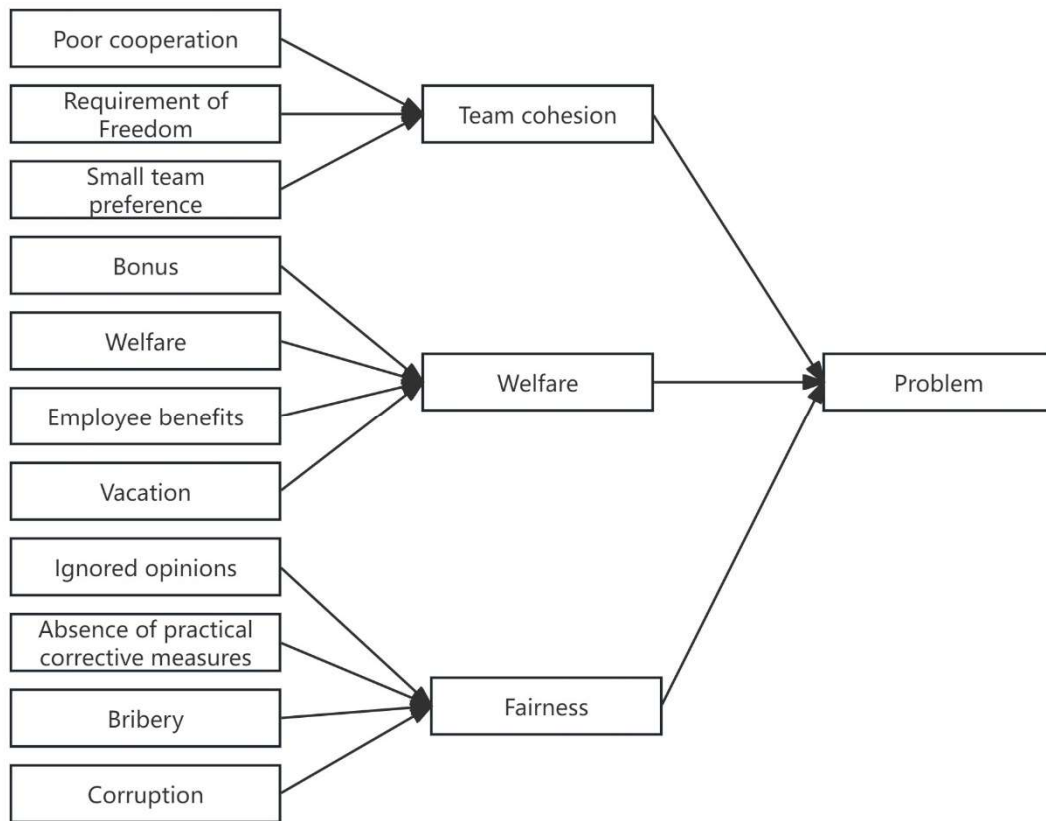 Poor cooperation
Requirement of
Freedom
Small team
preference
Bonus
Welfare
Employee benefits
Vacation
Ignored opinions
Absence of practical
corrective measures
Bribery
Corruption
Team cohesion
Welfare
Fairness
Problem